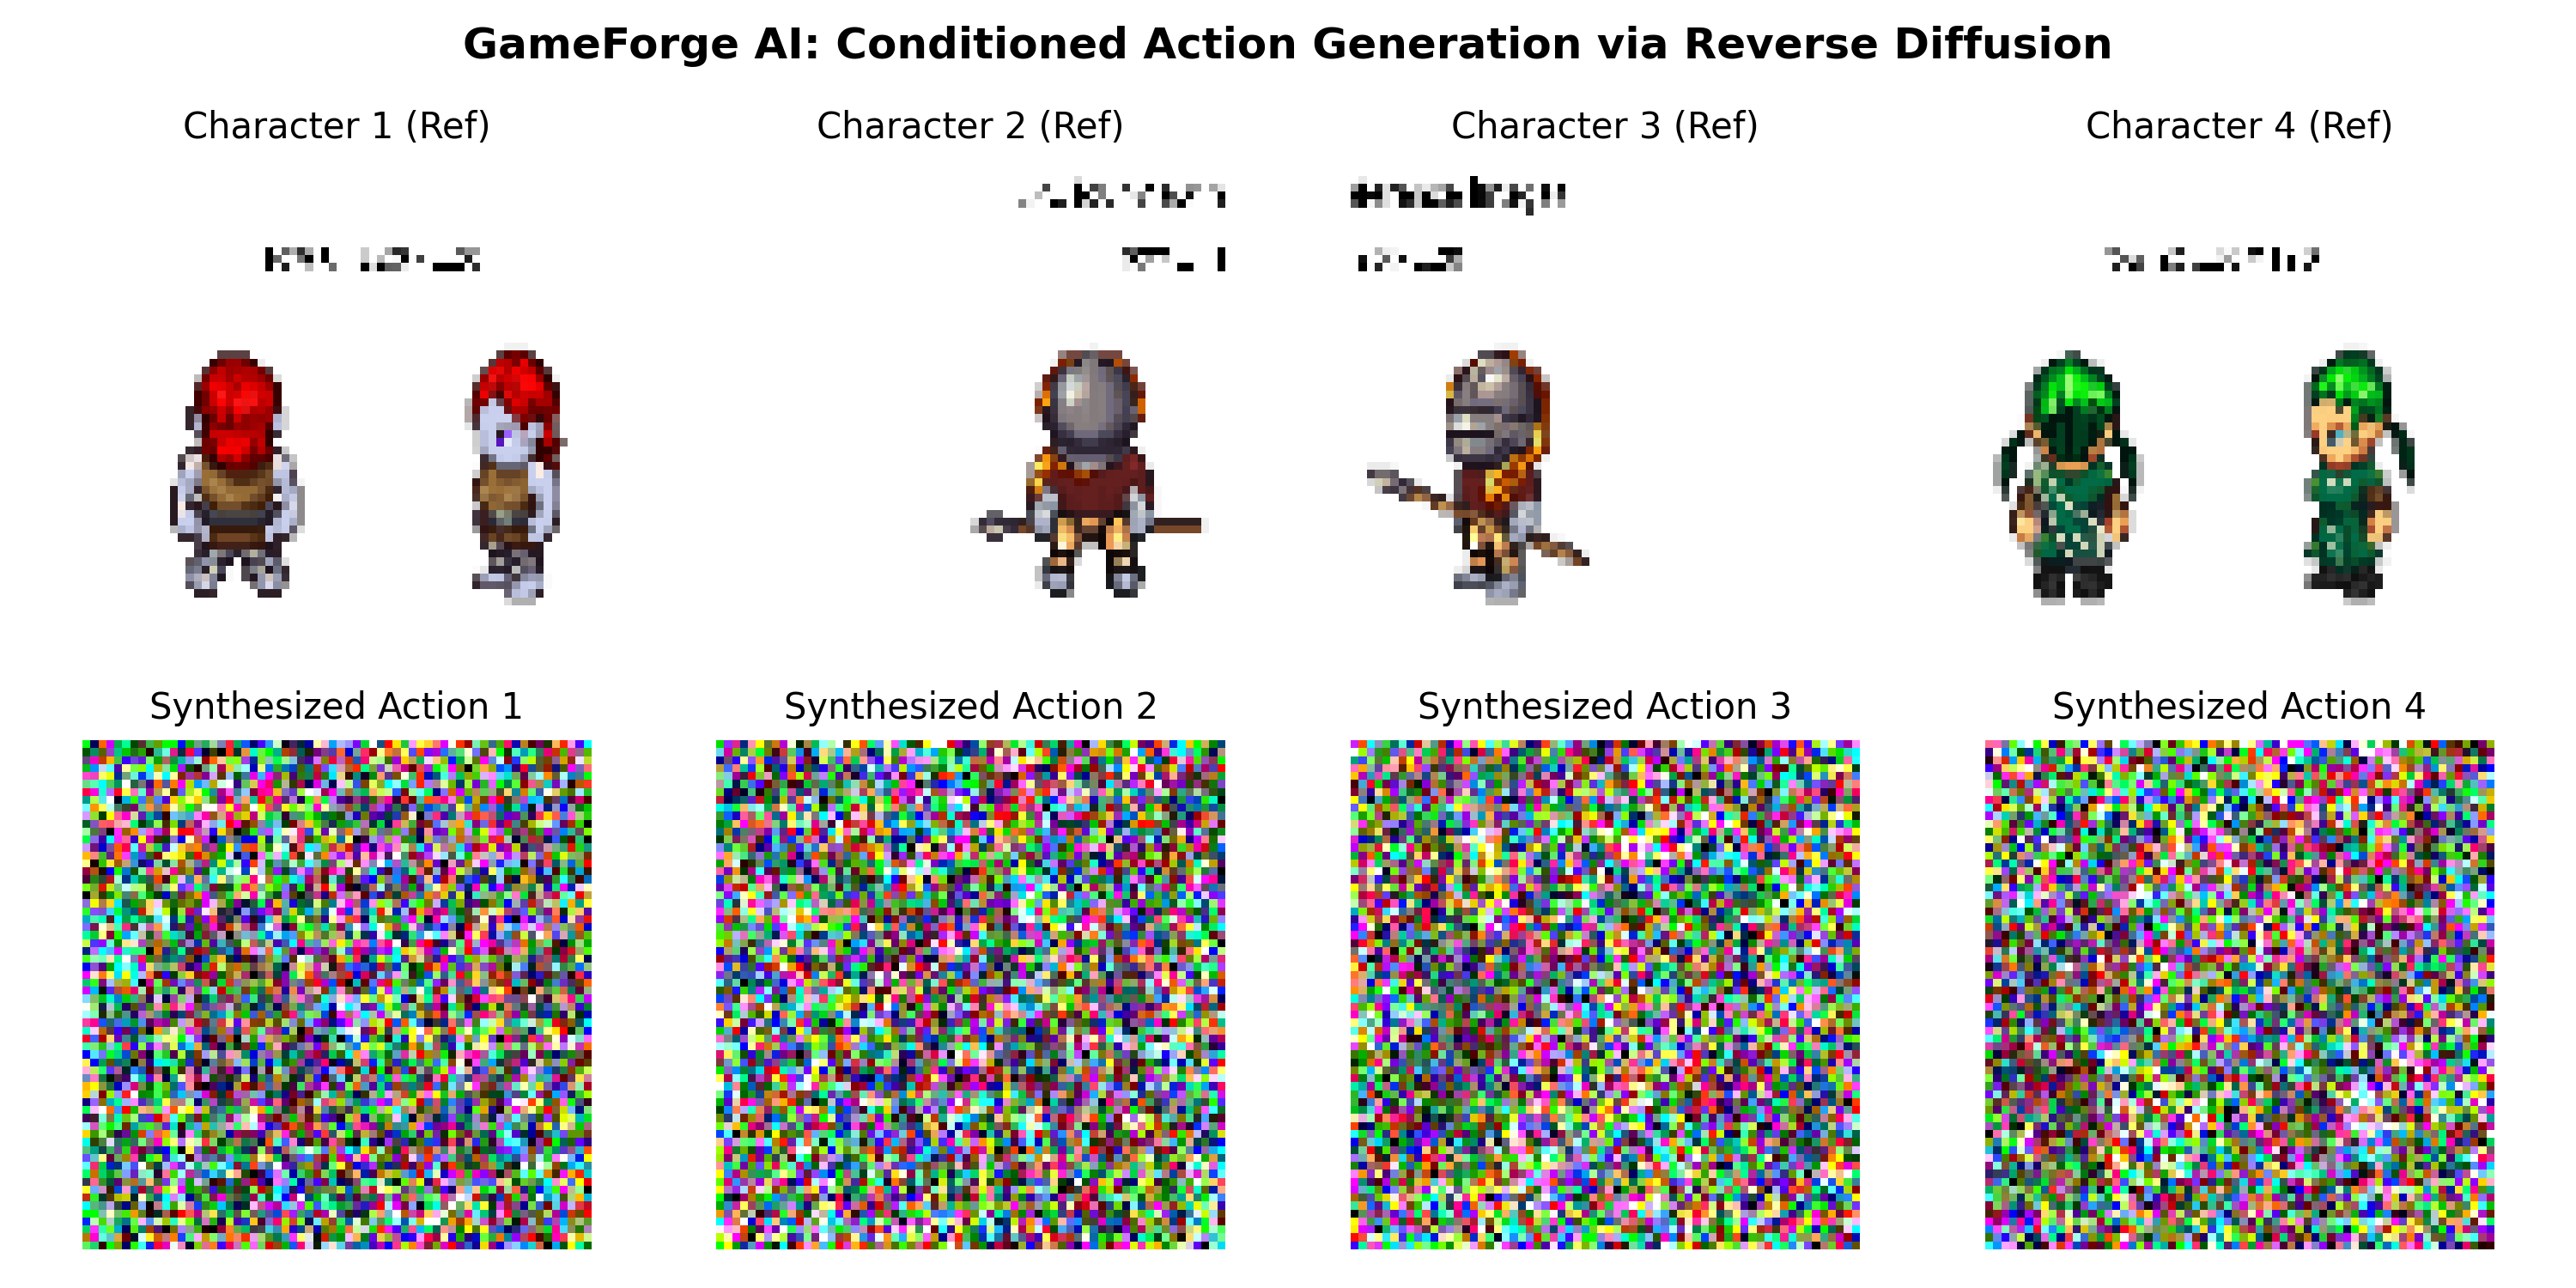 GameForge AI: Conditioned Action Generation via Reverse Diffusion
Character 1 (Ref)
Character 2 (Ref)
Character 3 (Ref)
Character 4 (Ref)
Synthesized Action 1
Synthesized Action 2
Synthesized Action 3
Synthesized Action 4